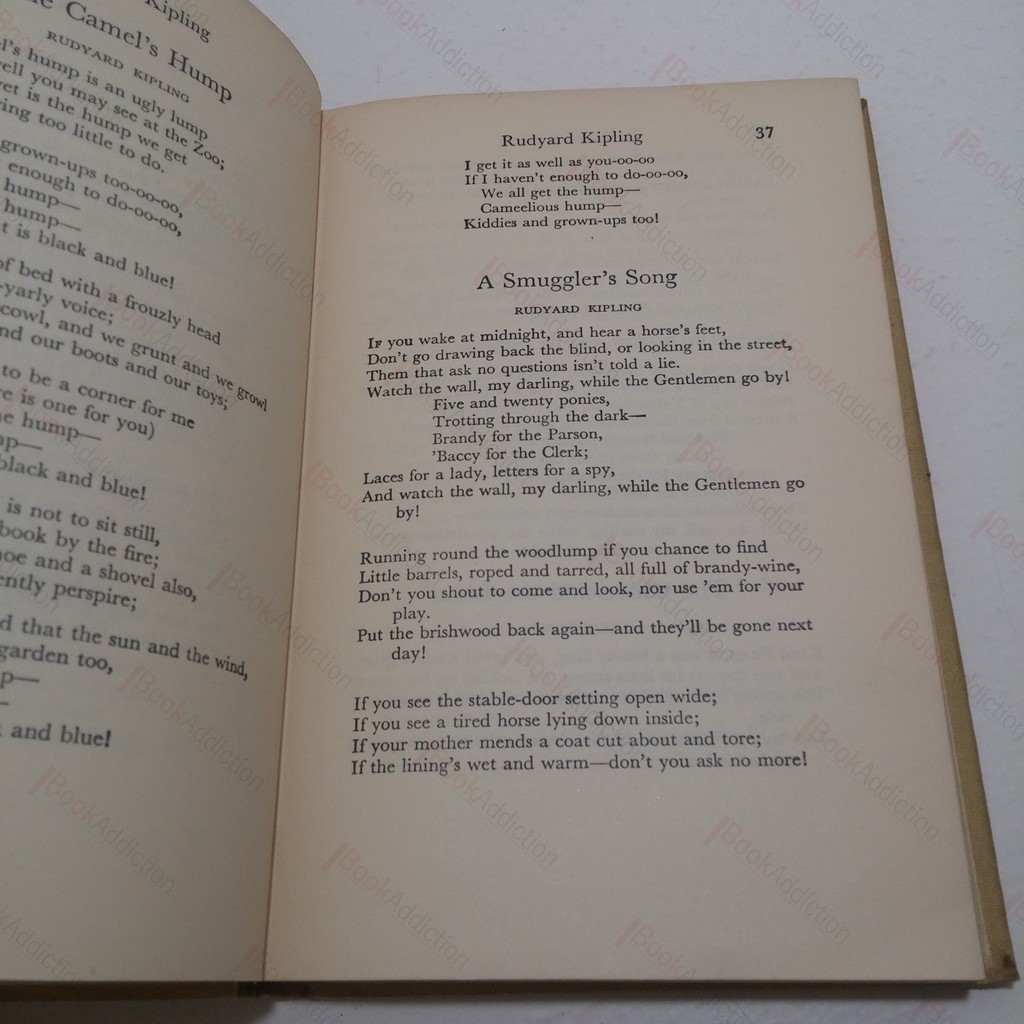 Kipling
Camel's Hump
RUDYARD KIPLING
hump is an ugly lump
well you may see at the Zoo;
yet is the hump we get
too little to do.
grown-ups too-oo-oo,
enough to do-oo-oo,
hump—
hump—
is black and blue!
of bed with a frouzly head
-yarly voice;
cowl, and we grunt and we growl
our boots and our toys;
to be a corner for me
is one for you)
hump—
black and blue!
is not to sit still,
book by the fire;
and a shovel also,
perspire;
that the sun and the wind,
garden too,
and blue!
Rudyard Kipling 37
I get it as well as you-oo-oo
If I haven't enough to do-oo-oo,
We all get the hump—
Cameelious hump—
Kiddies and grown-ups too!
A Smuggler's Song
RUDYARD KIPLING
IF you wake at midnight, and hear a horse's feet,
Don't go drawing back the blind, or looking in the street,
Them that ask no questions isn't told a lie.
Watch the wall, my darling, while the Gentlemen go by!
Five and twenty ponies,
Trotting through the dark—
Brandy for the Parson,
'Baccy for the Clerk;
Laces for a lady, letters for a spy,
And watch the wall, my darling, while the Gentlemen go
by!
Running round the woodlump if you chance to find
Little barrels, roped and tarred, all full of brandy-wine,
Don't you shout to come and look, nor use 'em for your
play.
Put the brishwood back again—and they'll be gone next
day!
If you see the stable-door setting open wide;
If you see a tired horse lying down inside;
If your mother mends a coat cut about and tore;
If the lining's wet and warm—don't you ask no more!
BookAddiction